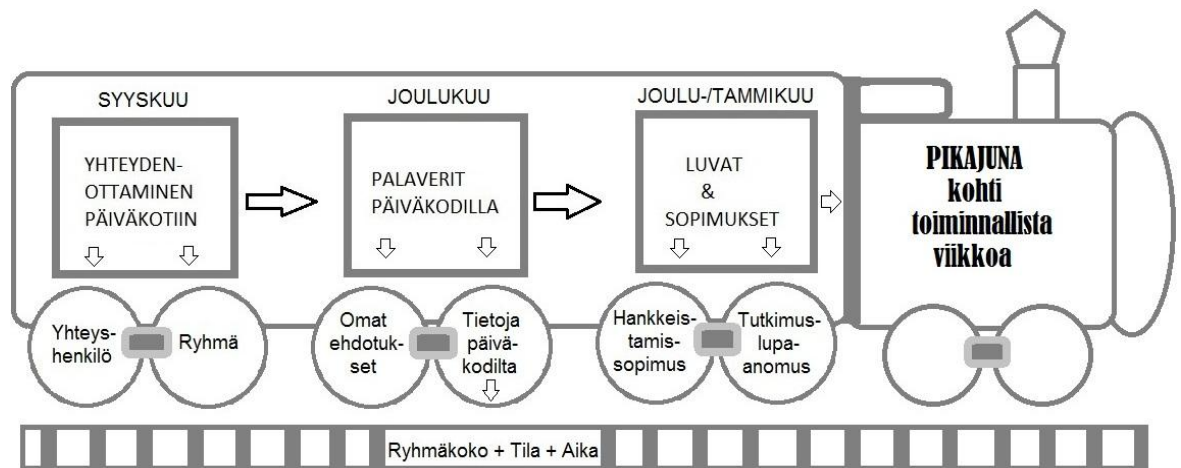 SYYSKUU
YHTEYDEN-
OTTAMINEN
PÄIVÄKOTIIN
Yhteys-
henkilö
Ryhmä
JOULUKUU
PALAVERIT
PÄIVÄKODILLA
Omat
ehdotuk-
set
Tietoja
päivä-
kodilta
JOULU-/TAMMIKUU
LUVAT
&
SOPIMUKSET
Hankkeis-
tamis-
sopimus
Tutkimus-
lupa-
anomus
PIKAJUNA
kohti
toiminnallista
viikkoa
Ryhmäkoko + Tila + Aika